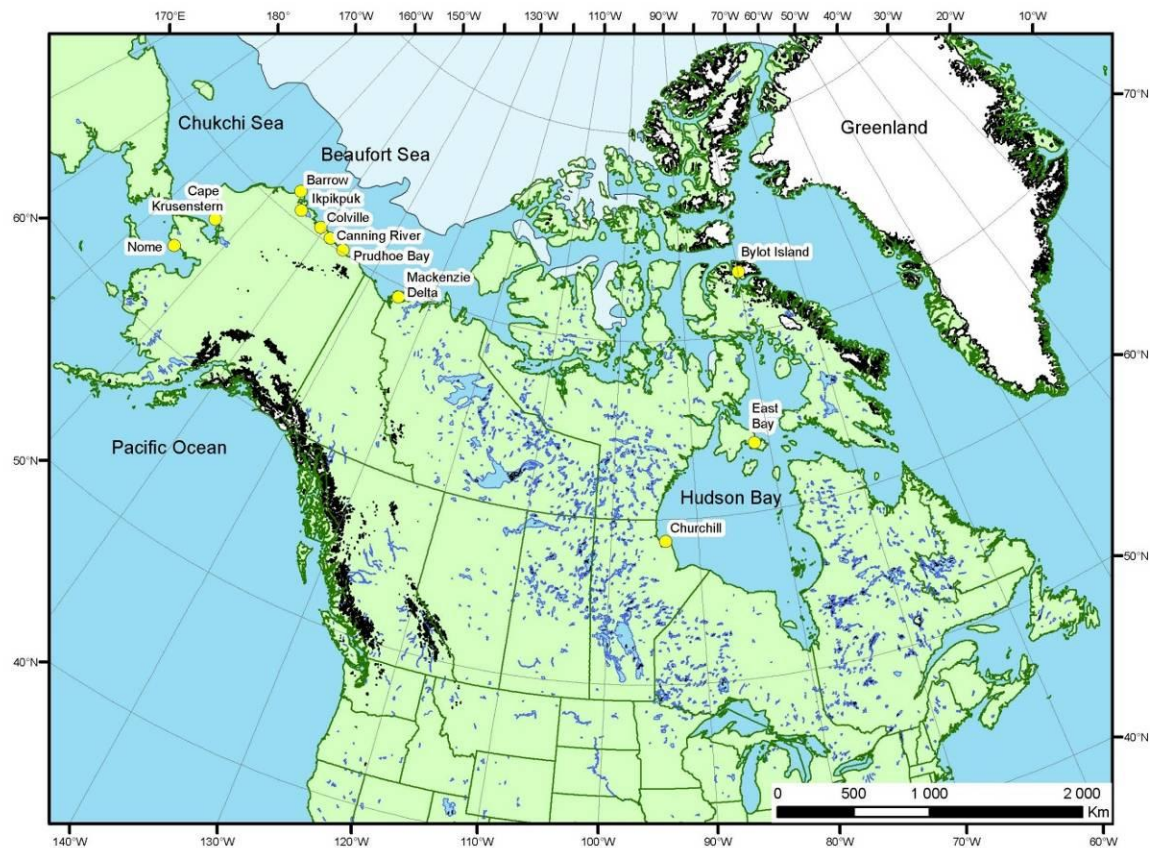 170°E 180° 170°W 160°W 150°W 140°W 130°W 120°W 110°W 100°W 90°W 80°W 70°W 60°W 50°W 40°W 30°W 20°W 10°W
70°N
Chukchi Sea
Greenland
Beaufort Sea
Barrow
Cape
Krusenstern
Ikpikpuk
60°N
Colville
Canning River
Nome
Prudhoe Bay
Bylot Island
Mackenzie
Delta
60°N
East
Bay
Pacific Ocean
50°N
Hudson Bay
Churchill
50°N
40°N
40°N
0 500 1 000 2 000
Km
140°W 130°W 120°W 110°W 100°W 90°W 80°W 70°W 60°W